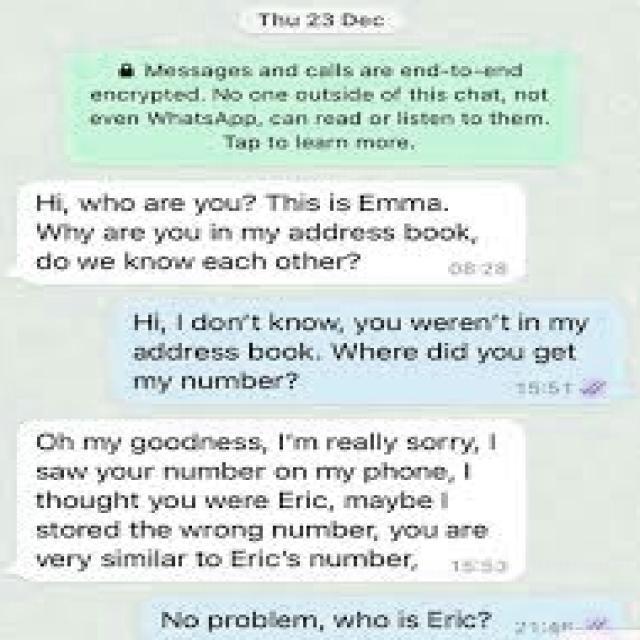 Thu 23 Dec
Messages and calls are end-to-end
encrypted. No one outside of this chat, not
even WhatsApp, can read or listen to them.
Tap to learn more.
Hi, who are you? This is Emma.
Why are you in my address book,
do we know each other? 08:28
Hi, I don't know, you weren't in my
address book. Where did you get
my number? 15:51
Oh my goodness, I'm really sorry, I
saw your number on my phone, I
thought you were Eric, maybe I
stored the wrong number, you are
very similar to Eric's number, 15:53
No problem, who is Eric?